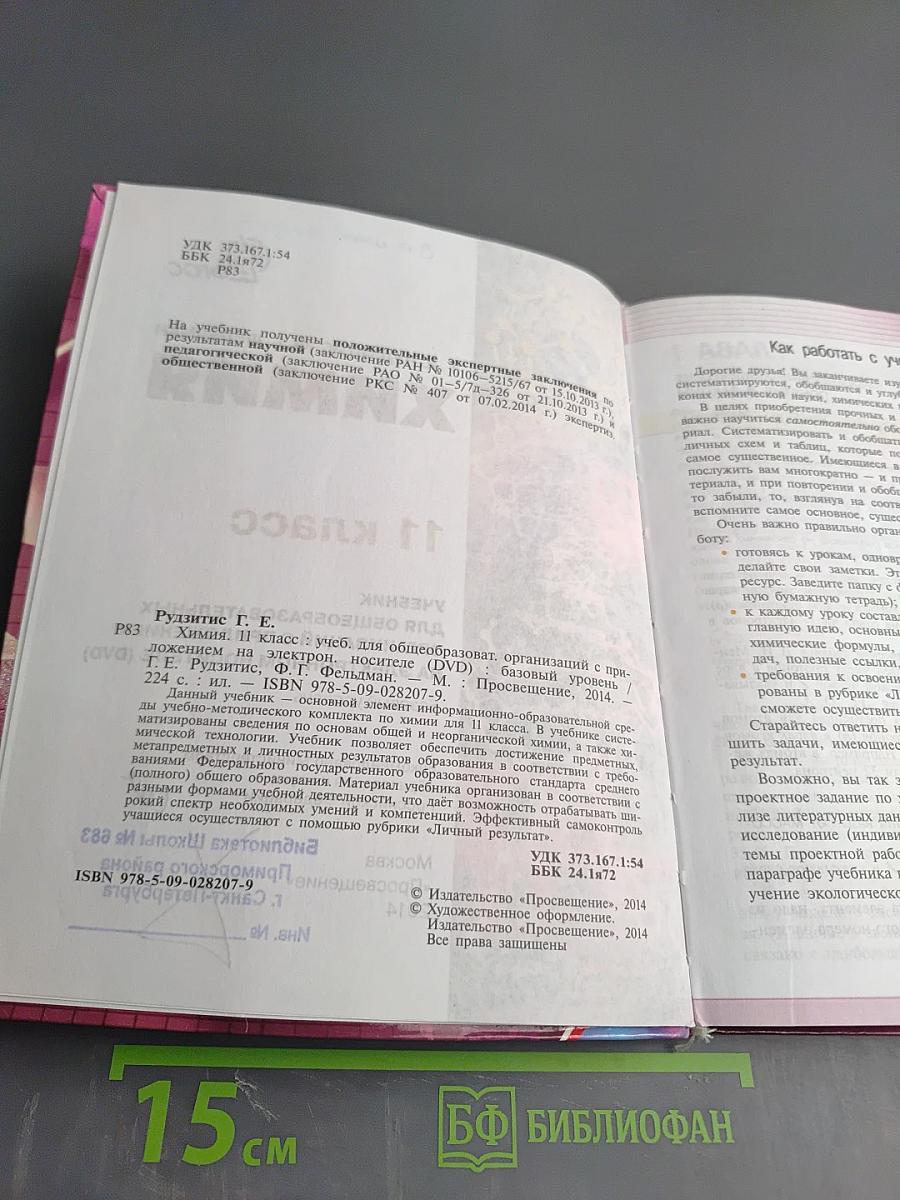 УДК 373.167.1:54
ББК 24.1я72
Р83
На учебник получены положительные экспертные заключения по
результатам научной (заключение РАН № 10106—5215/67 от 15.10.2013 г.),
педагогической (заключение РАО № 01—5/7д—326 от 21.10.2013 г.) и
общественной (заключение РКС № 407 от 07.02.2014 г.) экспертиз.
ХИМИЯ
11 класс
УЧЕБНИК
ДЛЯ ОБЩЕОБРАЗОВАТЕЛЬНЫХ
Рудзитис Г. Е.
Р83 Химия. 11 класс : учеб. для общеобразоват. организаций с при-
ложением на электрон. носителе (DVD) : базовый уровень /
Г. Е. Рудзитис, Ф. Г. Фельдман. — М. : Просвещение, 2014. —
224 с. : ил. — ISBN 978-5-09-028207-9.
Данный учебник — основной элемент информационно-образовательной сре-
ды учебно-методического комплекта по химии для 11 класса. В учебнике систе-
матизированы сведения по основам общей и неорганической химии, а также хи-
мической технологии. Учебник позволяет обеспечить достижение предметных,
метапредметных и личностных результатов образования в соответствии с требо-
ваниями Федерального государственного образовательного стандарта среднего
(полного) общего образования. Материал учебника организован в соответствии с
разными формами учебной деятельности, что даёт возможность отрабатывать ши-
рокий спектр необходимых умений и компетенций. Эффективный самоконтроль
учащиеся осуществляют с помощью рубрики «Личный результат».
УДК 373.167.1:54
ББК 24.1я72
Библиотека Школы № 683
Приморского района
г. Санкт-Петербурга
Инв. №
Москва
ISBN 978-5-09-028207-9
© Издательство «Просвещение», 2014
© Художественное оформление.
Издательство «Просвещение», 2014
Все права защищены
Как работать с уч
Дорогие друзья! Вы заканчиваете изу
систематизируются, обобщаются и углуб
конах химической науки, химических
В целях приобретения прочных и
важно научиться самостоятельно обо
риал. Систематизировать и обобщат
личных схем и таблиц, которые по
самое существенное. Имеющиеся в
послужить вам многократно — и пр
териала, и при повторении и обоб
то забыли, то, взглянув на соотв
вспомните самое основное, сущес
Очень важно правильно орган
боту:
• готовясь к урокам, одновр
делайте свои заметки. Эт
ресурс. Заведите папку с ф
ную бумажную тетрадь);
• к каждому уроку составл
главную идею, основны
химические формулы,
дач, полезные ссылки,
• требования к освоени
рованы в рубрике «Л
сможете осуществит
Старайтесь ответить н
шить задачи, имеющиес
результат.
Возможно, вы так з
проектное задание по х
лизе литературных дан
исследование (индиви
темы проектной рабо
параграфе учебника п
учение экологическо
15 см
БФ БИБЛИОФАН